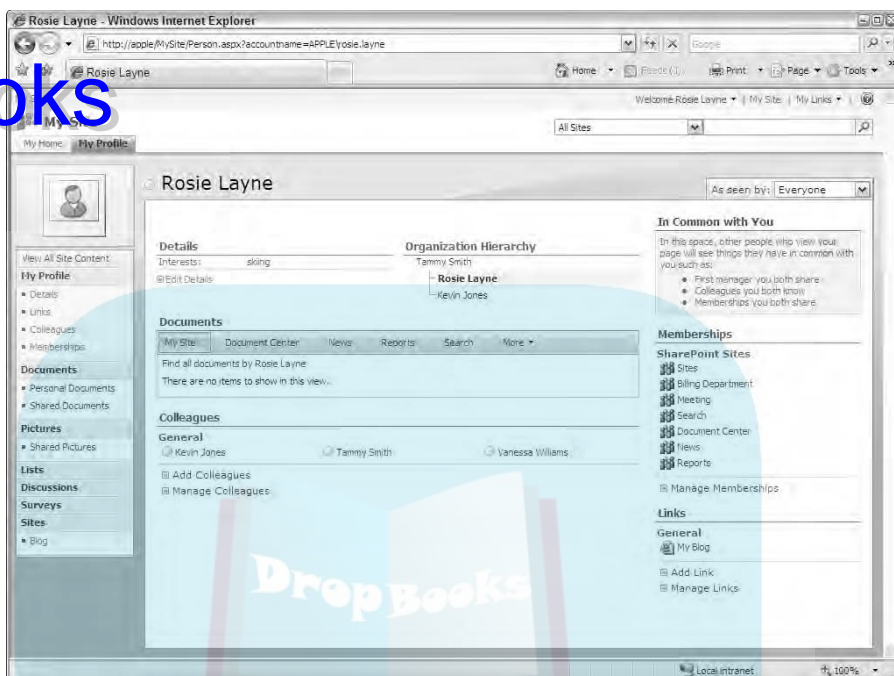 Rosie Layne - Windows Internet Explorer
http://apple/MySite/Person.aspx?accountname=APPLE\rosie.layne
Google
Rosie Layne
Home
Feeds (1)
Print
Page
Tools
oks
Welcome Rosie Layne
My Site
My Links
All Sites
My Home
My Profile
Rosie Layne
As seen by: Everyone
View All Site Content
My Profile
Details
Links
Colleagues
Memberships
Documents
Personal Documents
Shared Documents
Pictures
Shared Pictures
Lists
Discussions
Surveys
Sites
Blog
Details
Interests: skiing
Edit Details
Organization Hierarchy
Tammy Smith
Rosie Layne
Kevin Jones
Documents
My Site
Document Center
News
Reports
Search
More
Find all documents by Rosie Layne
There are no items to show in this view.
Colleagues
General
Kevin Jones
Tammy Smith
Vanessa Williams
Add Colleagues
Manage Colleagues
In Common with You
In this space, other people who view your
page will see things they have in common with
you such as:
First manager you both share
Colleagues you both know
Memberships you both share
Memberships
SharePoint Sites
Sites
Billing Department
Meeting
Search
Document Center
News
Reports
Manage Memberships
Links
General
My Blog
Add Link
Manage Links
DropBooks
Local intranet
100%